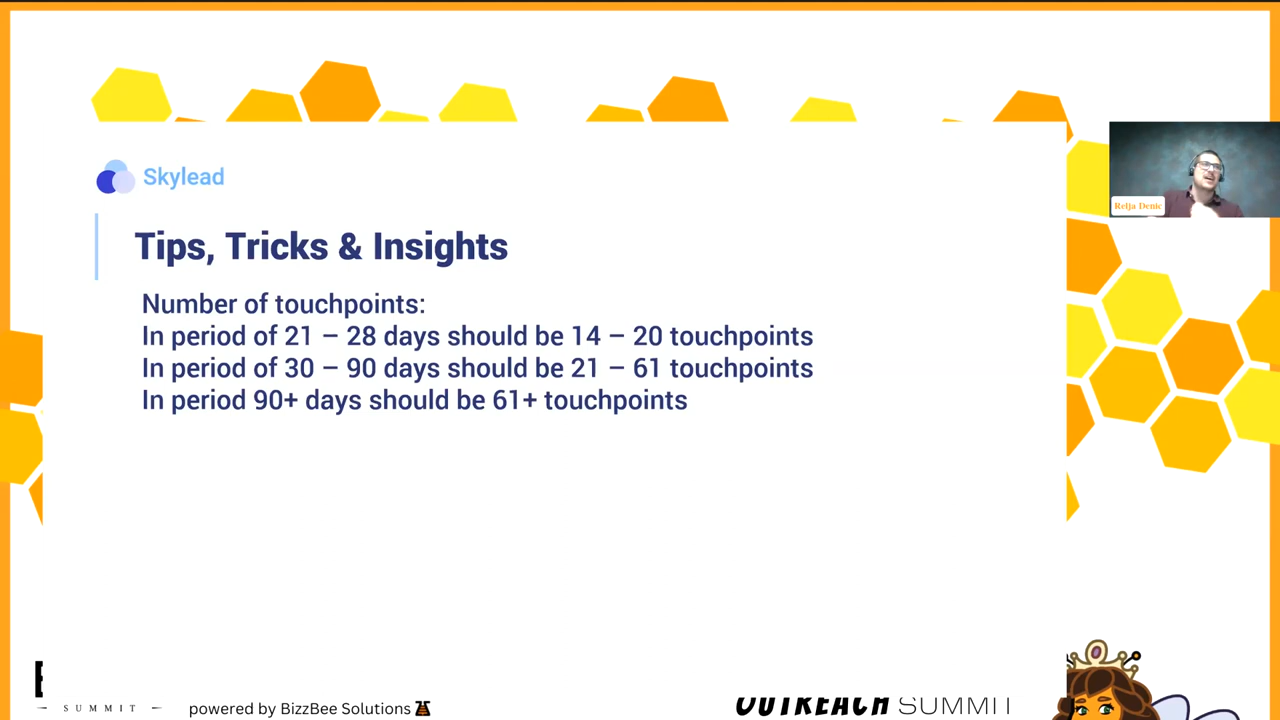 Skylead
Relja Denic
Tips, Tricks & Insights
Number of touchpoints:
In period of 21 – 28 days should be 14 – 20 touchpoints
In period of 30 – 90 days should be 21 – 61 touchpoints
In period 90+ days should be 61+ touchpoints
SUMMIT
powered by BizzBee Solutions
OUTREACH SUMMIT